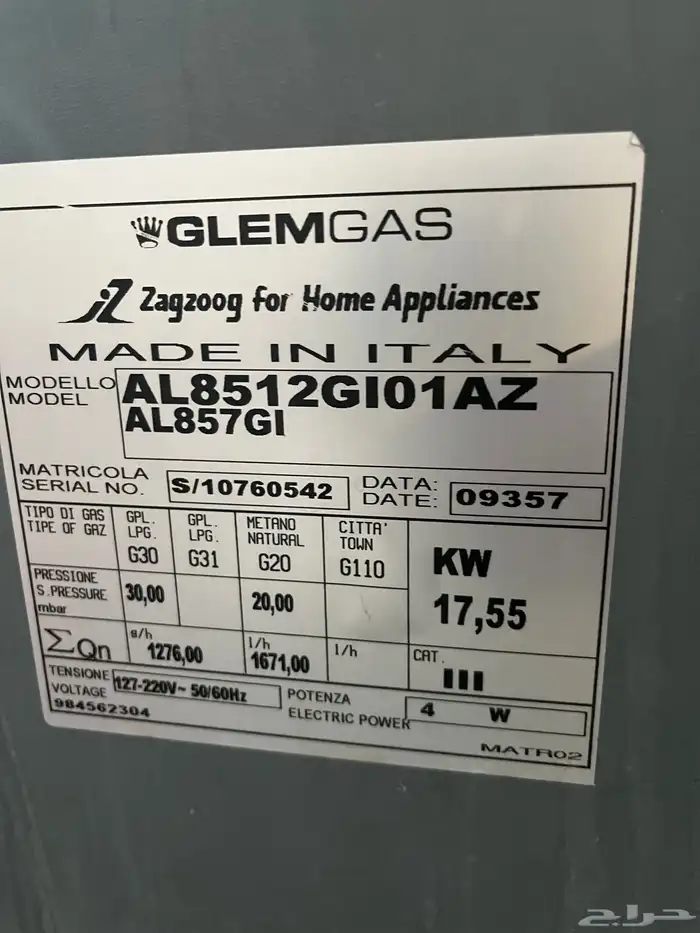 GLEMGAS
Zagzoog for Home Appliances
MADE IN ITALY
MODELLO
MODEL
AL8512GI01AZ
AL857GI
MATRICOLA
SERIAL NO.
S/10760542
DATA:
DATE:
09357
TIPO DI GAS
TIPE OF GAZ
GPL.
LPG.
G30
GPL.
LPG.
G31
METANO
NATURAL
G20
CITTA'
TOWN
G110
KW
17,55
PRESSIONE
S.PRESSURE
mbar
30,00
20,00
ΣQn
g/h
1276,00
l/h
1671,00
l/h
CAT.
III
TENSIONE
VOLTAGE
127-220V~ 50/60Hz
POTENZA
ELECTRIC POWER
4 W
984562304
MATR02
حراج